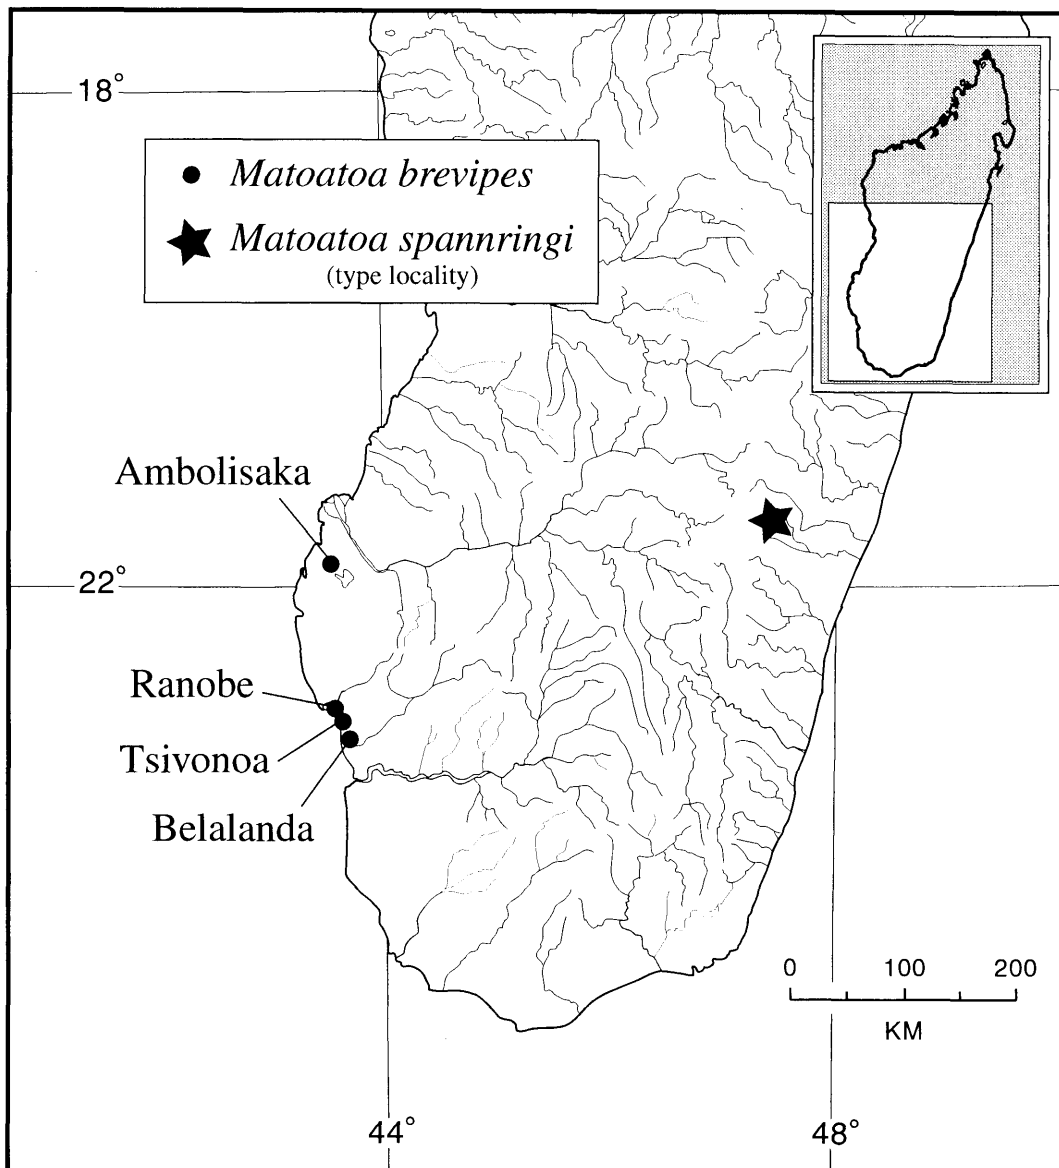 18°
Matoatoa brevipes
Matoatoa spannringi
(type locality)
Ambolisaka
22°
Ranobe
Tsivonoa
Belalanda
0 100 200
KM
44° 48°